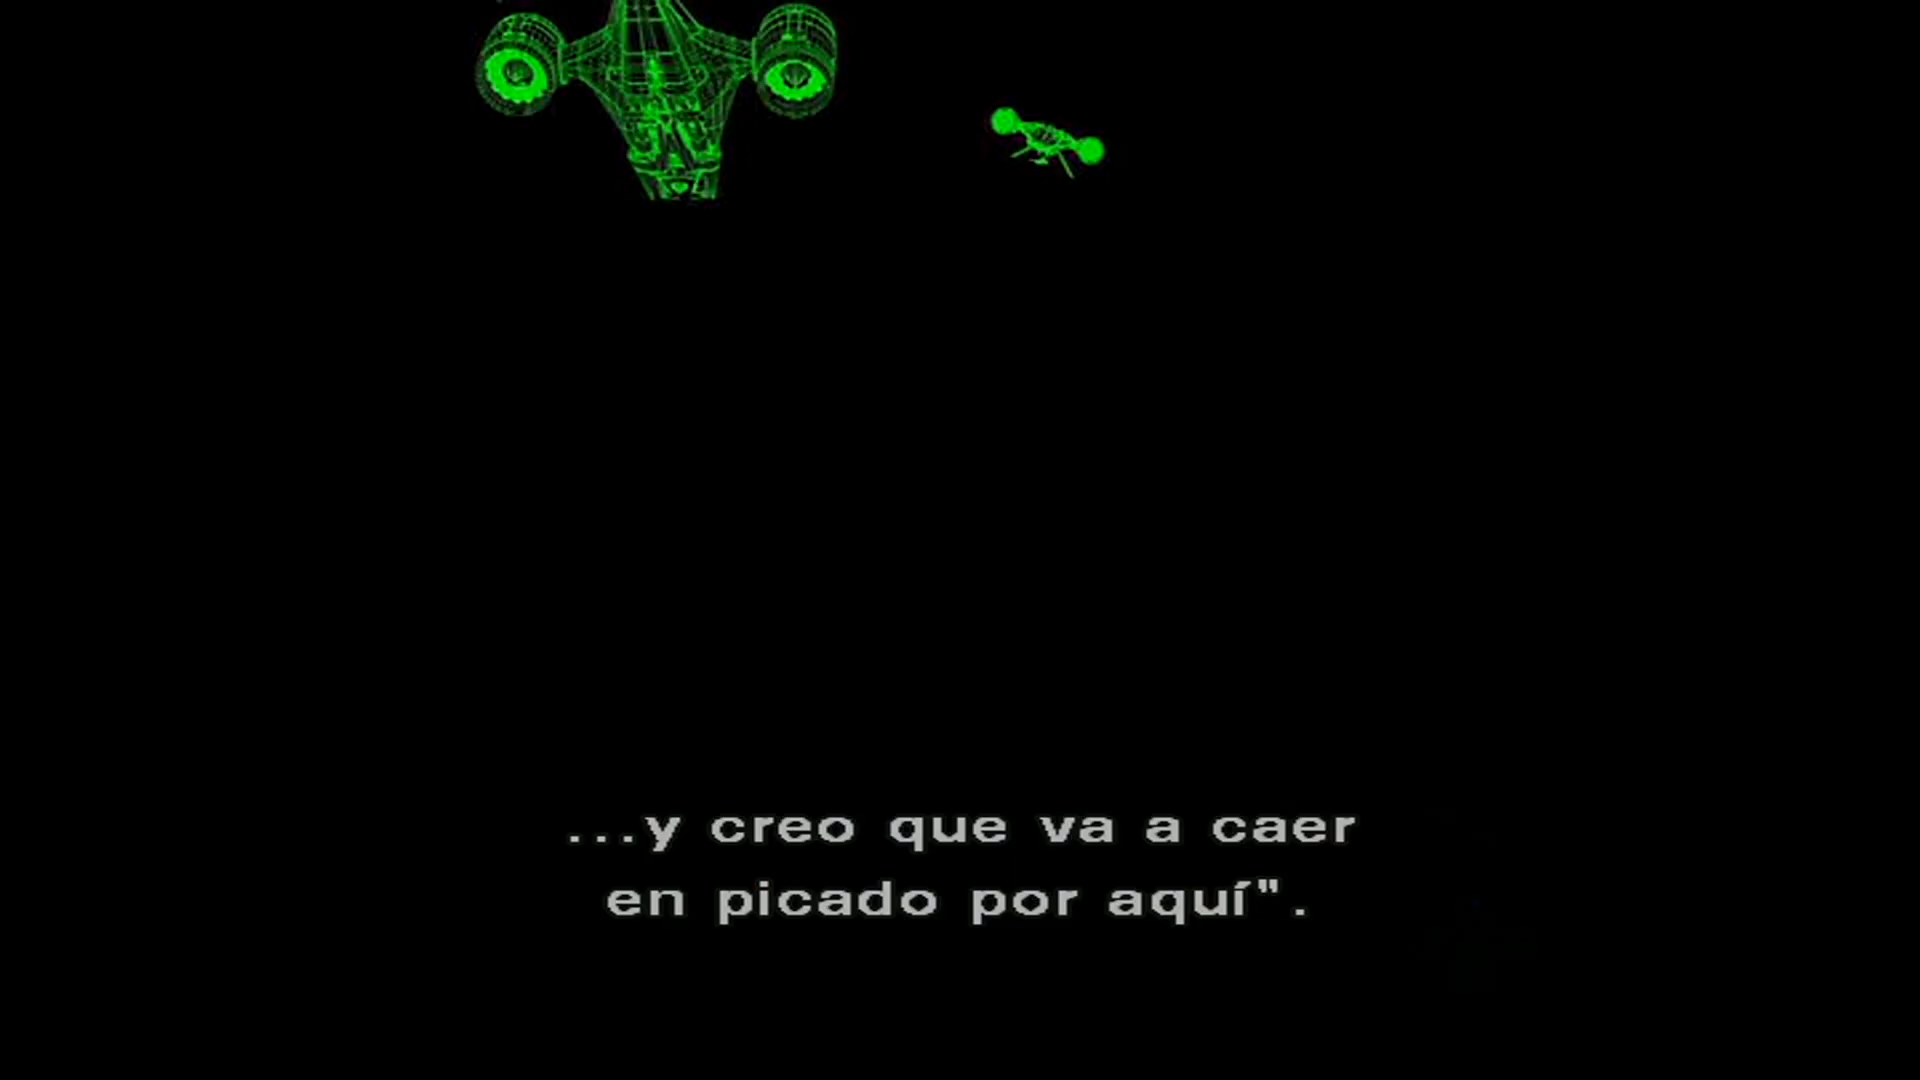 ...y creo que va a caer
en picado por aquí".